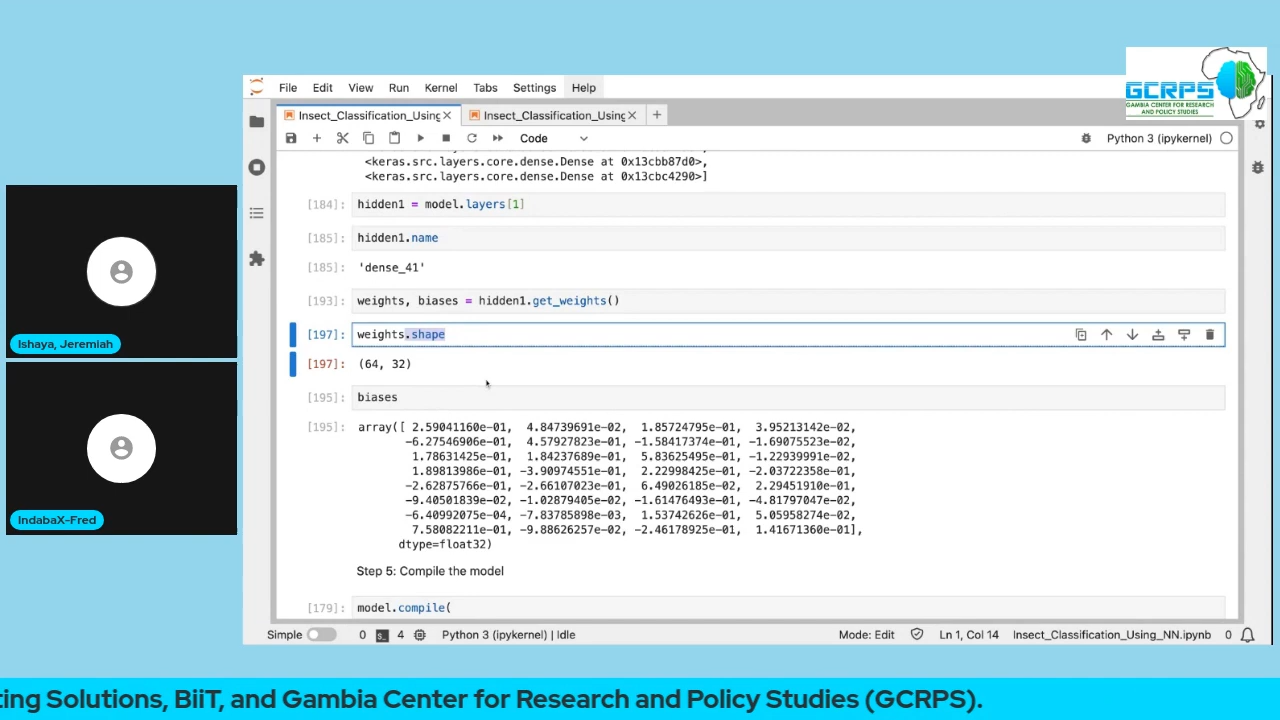 GCRPS
GAMBIA CENTER FOR RESEARCH
AND POLICY STUDIES
File Edit View Run Kernel Tabs Settings Help
Insect_Classification_Using Insect_Classification_Using
Code
Python 3 (ipykernel)
<keras.src.layers.core.dense.Dense at 0x13cbb87d0>,
<keras.src.layers.core.dense.Dense at 0x13cbc4290>]
[184]: hidden1 = model.layers[1]
[185]: hidden1.name
[185]: 'dense_41'
[193]: weights, biases = hidden1.get_weights()
[197]: weights.shape
[197]: (64, 32)
[195]: biases
[195]: array([ 2.59041160e-01, 4.84739691e-02, 1.85724795e-01, 3.95213142e-02,
-6.27546906e-02, 4.57927823e-01, -1.58417374e-01, -1.69075523e-02,
1.78631425e-01, 1.84237689e-01, 5.83625495e-01, -1.22939991e-02,
1.89813986e-01, -3.90974551e-01, 2.22998425e-01, -2.03722358e-01,
-2.62875766e-01, -2.66107023e-01, 6.49026185e-02, 2.29451910e-01,
-9.40501839e-02, -1.02879405e-02, -1.61476493e-01, -4.81797047e-02,
-6.40992075e-04, -7.83785898e-03, 1.53742626e-01, 5.05958274e-02,
7.58082211e-01, -9.88626257e-02, -2.46178925e-01, 1.41671360e-01],
dtype=float32)
Step 5: Compile the model
[179]: model.compile(
Simple 0 4 Python 3 (ipykernel) | Idle Mode: Edit Ln 1, Col 14 Insect_Classification_Using_NN.ipynb 0
Ishaya, Jeremiah
IndabaX-Fred
ting Solutions, BiiT, and Gambia Center for Research and Policy Studies (GCRPS).